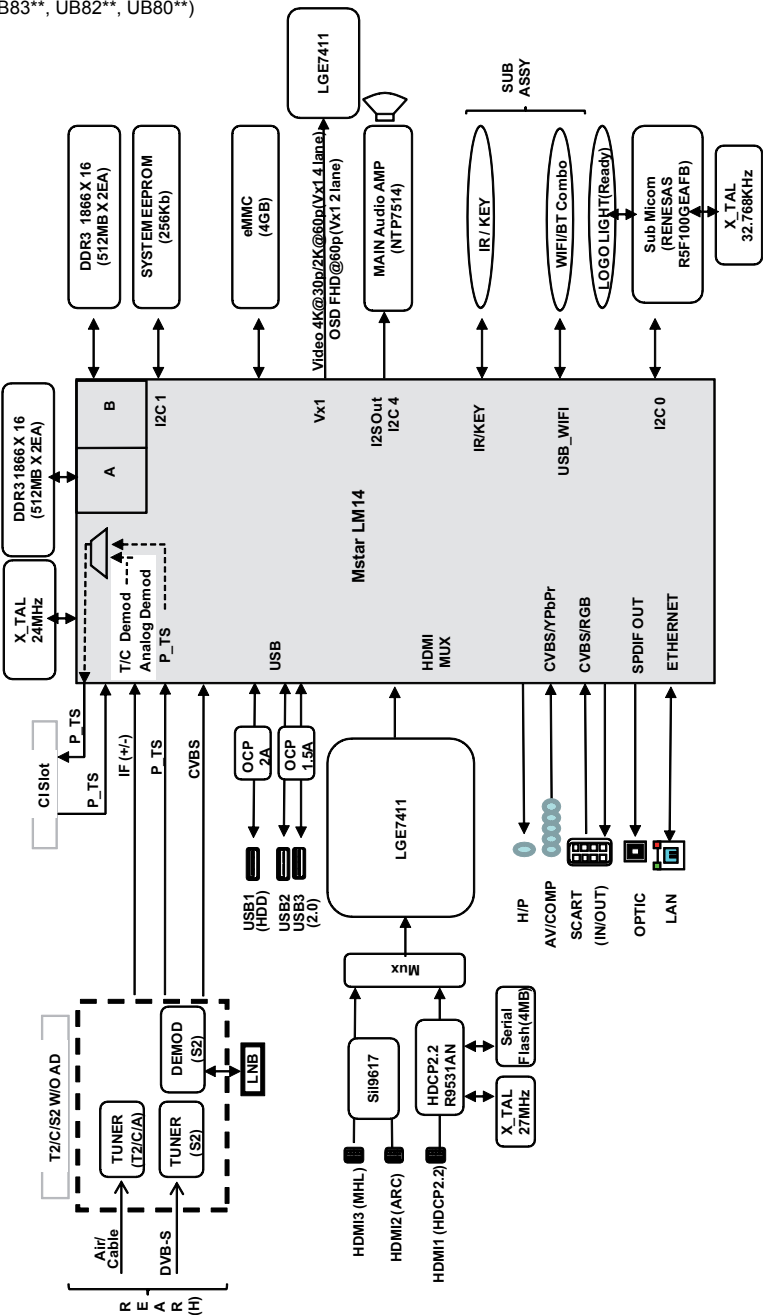 B83**, UB82**, UB80**)
LGE7411
SUB
ASSY
DDR3 1866 X 16
(512MB X 2EA)
SYSTEM EEPROM
(256Kb)
eMMC
(4GB)
Video 4K@30p/2K@60p(Vx1 4 lane)
OSD FHD@60p(Vx1 2 lane)
MAIN Audio AMP
(NTP7514)
IR / KEY
WIFI/BT Combo
LOGO LIGHT(Ready)
Sub Micom
(RENESAS
R5F100GEAFB)
X_TAL
32.768KHz
DDR3 1866 X 16
(512MB X 2EA)
X_TAL
24MHz
A
B
I2C 1
Vx1
I2S Out
I2C 4
IR/KEY
USB_WIFI
I2C 0
Mstar LM14
T/C Demod
Analog Demod
P_TS
USB
HDMI
MUX
CVBS/YPbPr
CVBS/RGB
SPDIF OUT
ETHERNET
CI Slot
P_TS
P_TS
IF (+/-)
P_TS
CVBS
OCP
2A
OCP
1.5A
USB1
(HDD)
USB2
USB3
(2.0)
LGE7411
H/P
AV/COMP
SCART
(IN/OUT)
OPTIC
LAN
Mux
T2/C/S2 W/O AD
TUNER
(T2/C/A)
TUNER
(S2)
DEMOD
(S2)
LNB
SiI9617
HDCP2.2
R9531AN
Serial
Flash(4MB)
X_TAL
27MHz
HDMI3 (MHL)
HDMI2 (ARC)
HDMI1 (HDCP2.2)
Air/
Cable
DVB-S
R
E
A
R
(H)